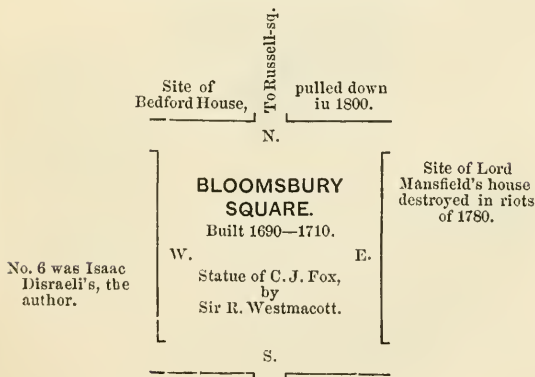 To Russell-sq.
Site of
Bedford House,
pulled down
iu 1800.
N.
BLOOMSBURY
SQUARE.
Built 1690—1710.
W.
E.
Statue of C. J. Fox,
by
Sir R. Westmacott.
Site of Lord
Mansfield's house
destroyed in riots
of 1780.
No. 6 was Isaac
Disraeli's, the
author.
S.